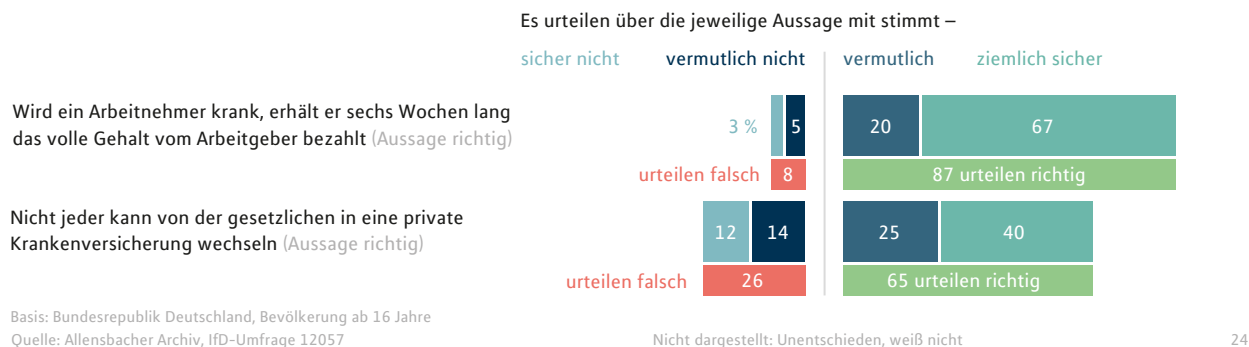 Es urteilen über die jeweilige Aussage mit stimmt –
sicher nicht vermutlich nicht vermutlich ziemlich sicher
Wird ein Arbeitnehmer krank, erhält er sechs Wochen lang
das volle Gehalt vom Arbeitgeber bezahlt (Aussage richtig)
3 % 5 20 67
urteilen falsch 8 87 urteilen richtig
Nicht jeder kann von der gesetzlichen in eine private
Krankenversicherung wechseln (Aussage richtig)
12 14 25 40
urteilen falsch 26 65 urteilen richtig
Basis: Bundesrepublik Deutschland, Bevölkerung ab 16 Jahre
Quelle: Allensbacher Archiv, IfD-Umfrage 12057 Nicht dargestellt: Unentschieden, weiß nicht 24